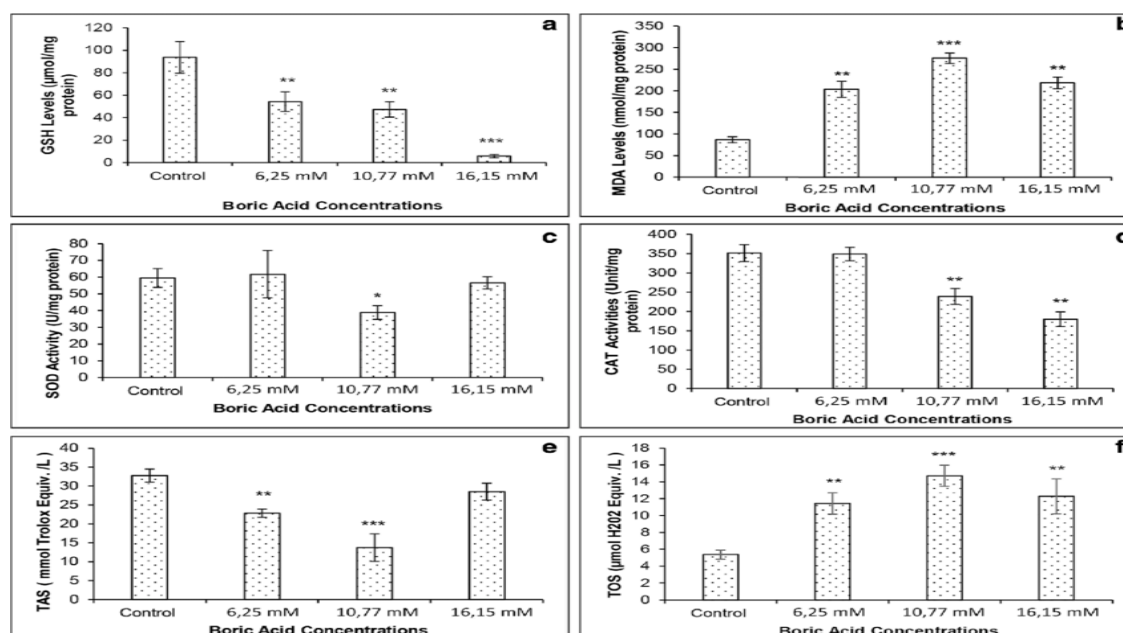 a
GSH Levels (µmol/mg
protein)
120
100
80
60
40
20
0
**
**
***
Control
6,25 mM
10,77 mM
16,15 mM
Boric Acid Concentrations
b
MDA Levels (nmol/mg protein)
350
300
250
200
150
100
50
0
**
***
**
Control
6,25 mM
10,77 mM
16,15 mM
Boric Acid Concentrations
c
SOD Activity (U/mg protein)
80
70
60
50
40
30
20
10
0
*
Control
6,25 mM
10,77 mM
16,15 mM
Boric Acid Concentrations
CAT Activities (Unit/mg
protein)
400
350
300
250
200
150
100
50
0
**
**
Control
6,25 mM
10,77 mM
16,15 mM
Boric Acid Concentrations
e
TAS ( mmol Trolox Equiv. /L)
40
35
30
25
20
15
10
5
0
**
***
Control
6,25 mM
10,77 mM
16,15 mM
Boric Acid Concentrations
f
TOS (µmol H202 Equiv. /L)
18
16
14
12
10
8
6
4
2
0
**
***
**
Control
6,25 mM
10,77 mM
16,15 mM
Boric Acid Concentrations